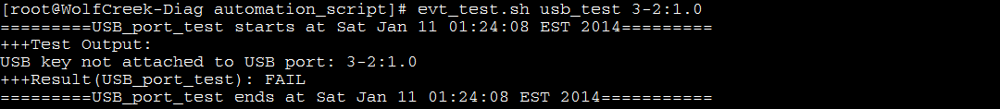 [root@WolfCreek-Diag automation_script]# evt_test.sh usb_test 3-2:1.0
=========USB_port_test starts at Sat Jan 11 01:24:08 EST 2014=========
+++Test Output:
USB key not attached to USB port: 3-2:1.0
+++Result(USB_port_test): FAIL
=========USB_port_test ends at Sat Jan 11 01:24:08 EST 2014===========